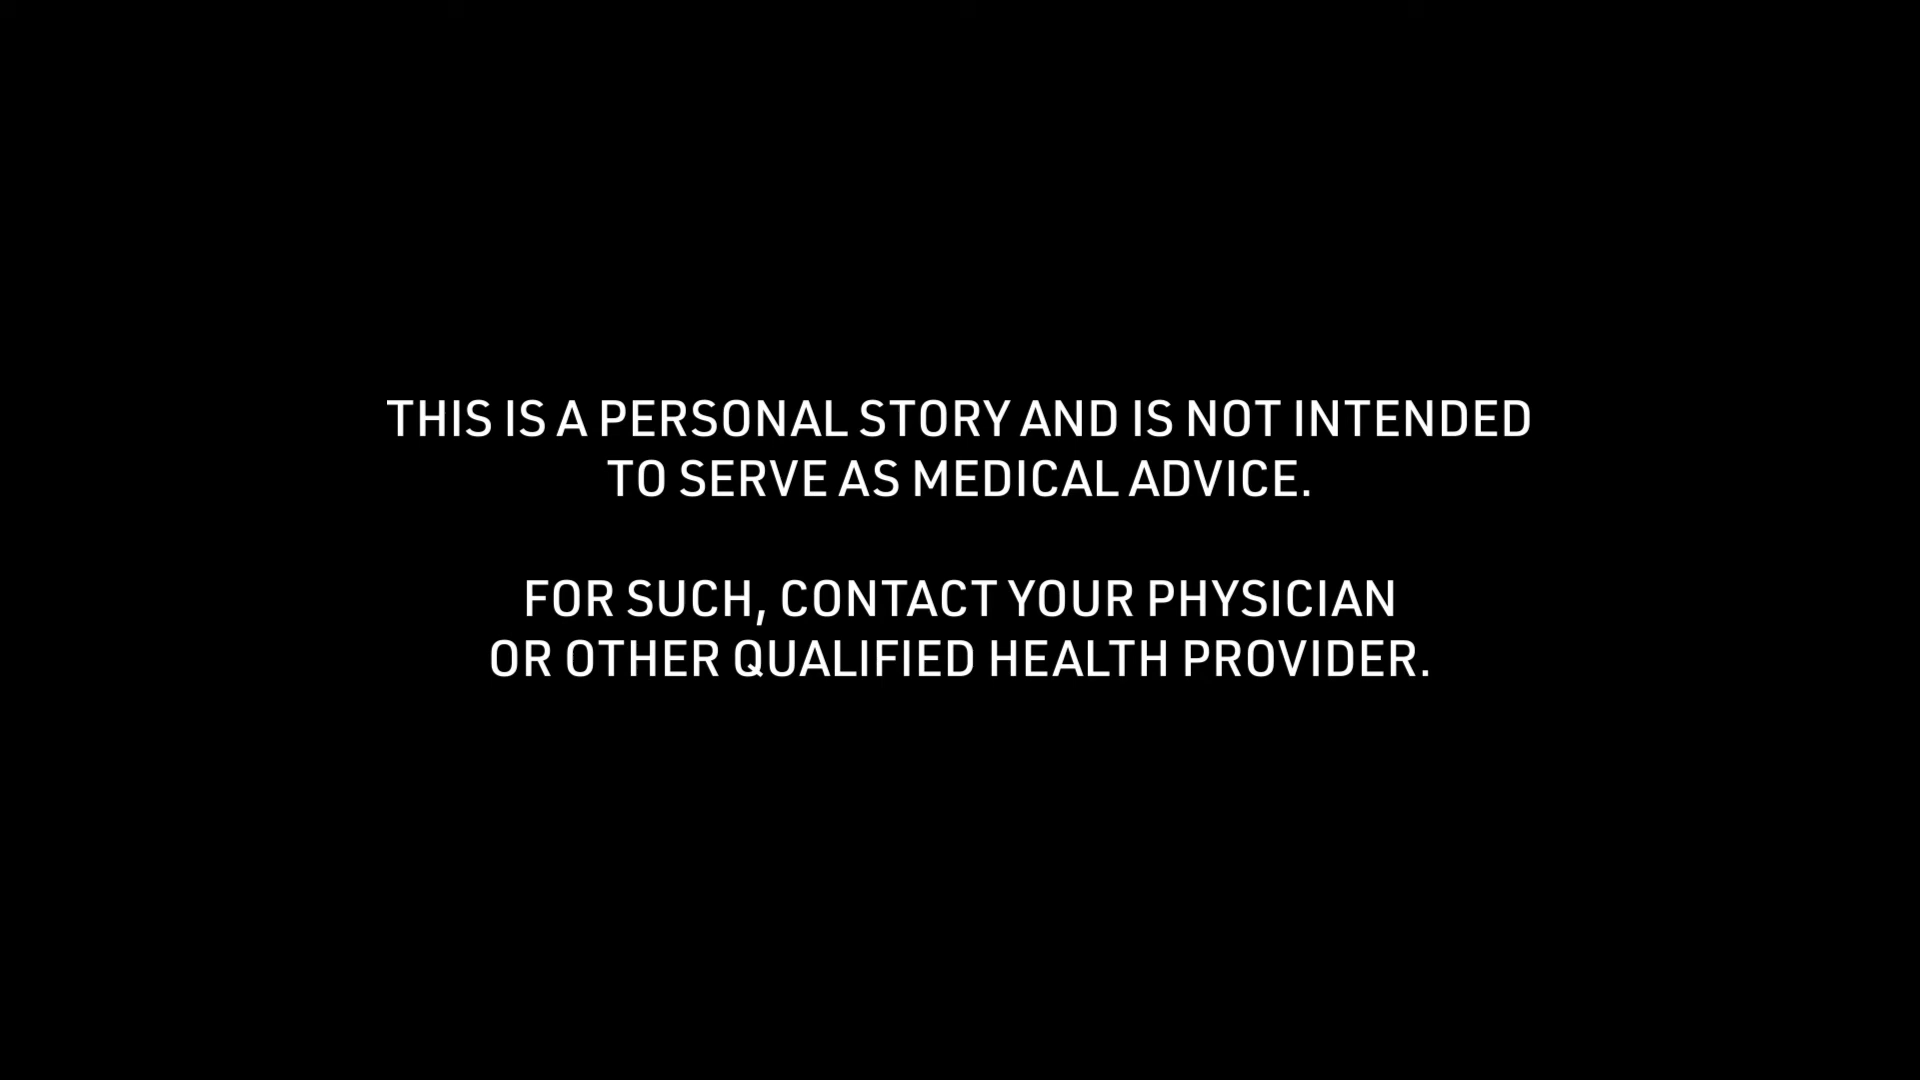 THIS IS A PERSONAL STORY AND IS NOT INTENDED
TO SERVE AS MEDICAL ADVICE.
FOR SUCH, CONTACT YOUR PHYSICIAN
OR OTHER QUALIFIED HEALTH PROVIDER.